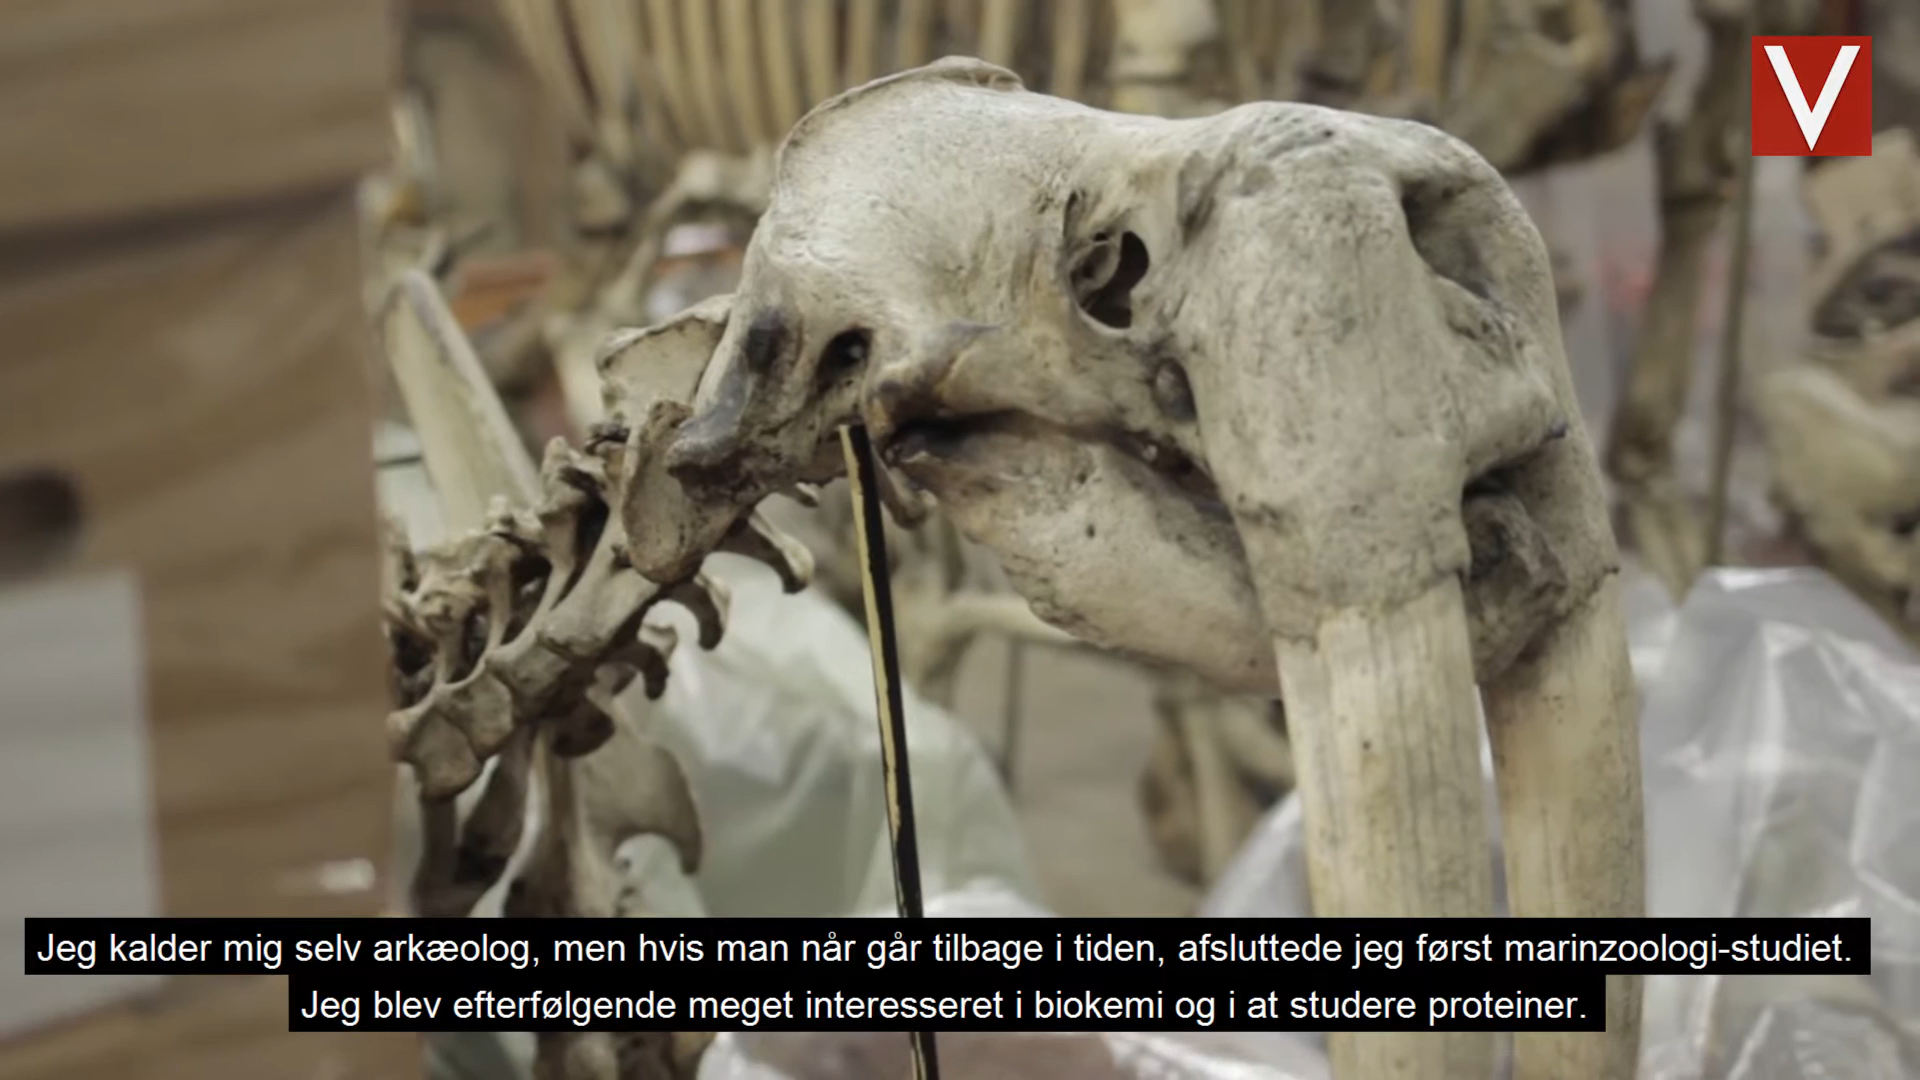 V
Jeg kalder mig selv arkæolog, men hvis man når går tilbage i tiden, afsluttede jeg først marinzoologi-studiet.
Jeg blev efterfølgende meget interesseret i biokemi og i at studere proteiner.